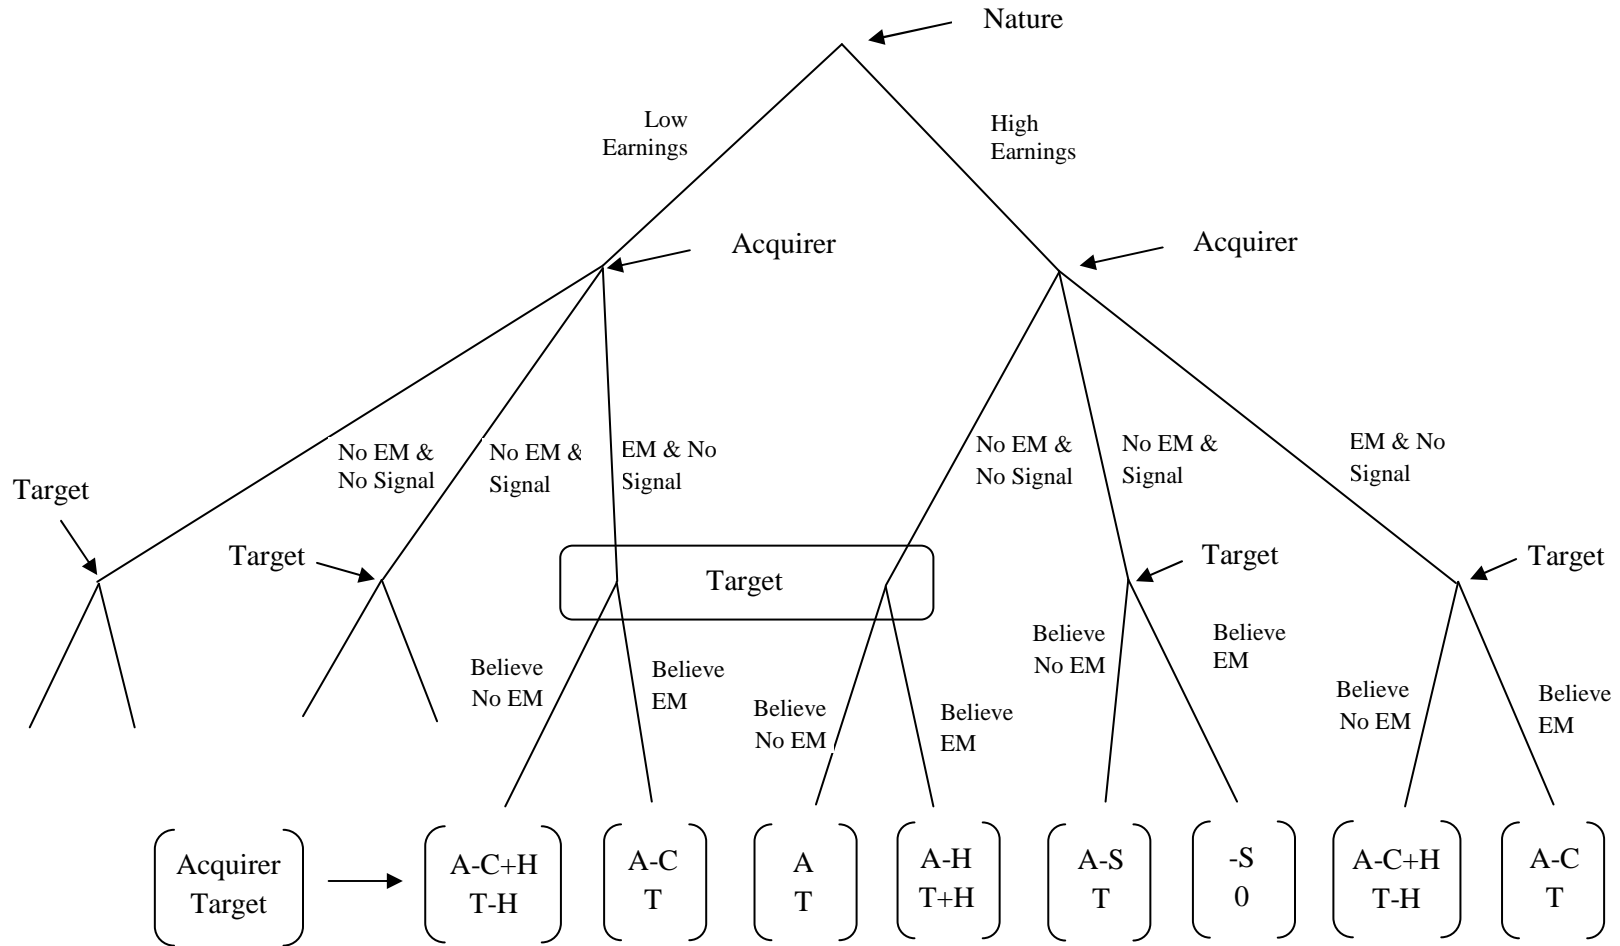 Nature
Low
Earnings
High
Earnings
Acquirer
Acquirer
No EM &
No Signal
No EM &
Signal
EM & No
Signal
No EM &
No Signal
No EM &
Signal
EM & No
Signal
Target
Target
Target
Target
Target
Believe
No EM
Believe
EM
Believe
No EM
Believe
EM
Believe
No EM
Believe
EM
Believe
No EM
Believe
EM
Acquirer
Target
A-C+H
T-H
A-C
T
A
T
A-H
T+H
A-S
T
-S
0
A-C+H
T-H
A-C
T